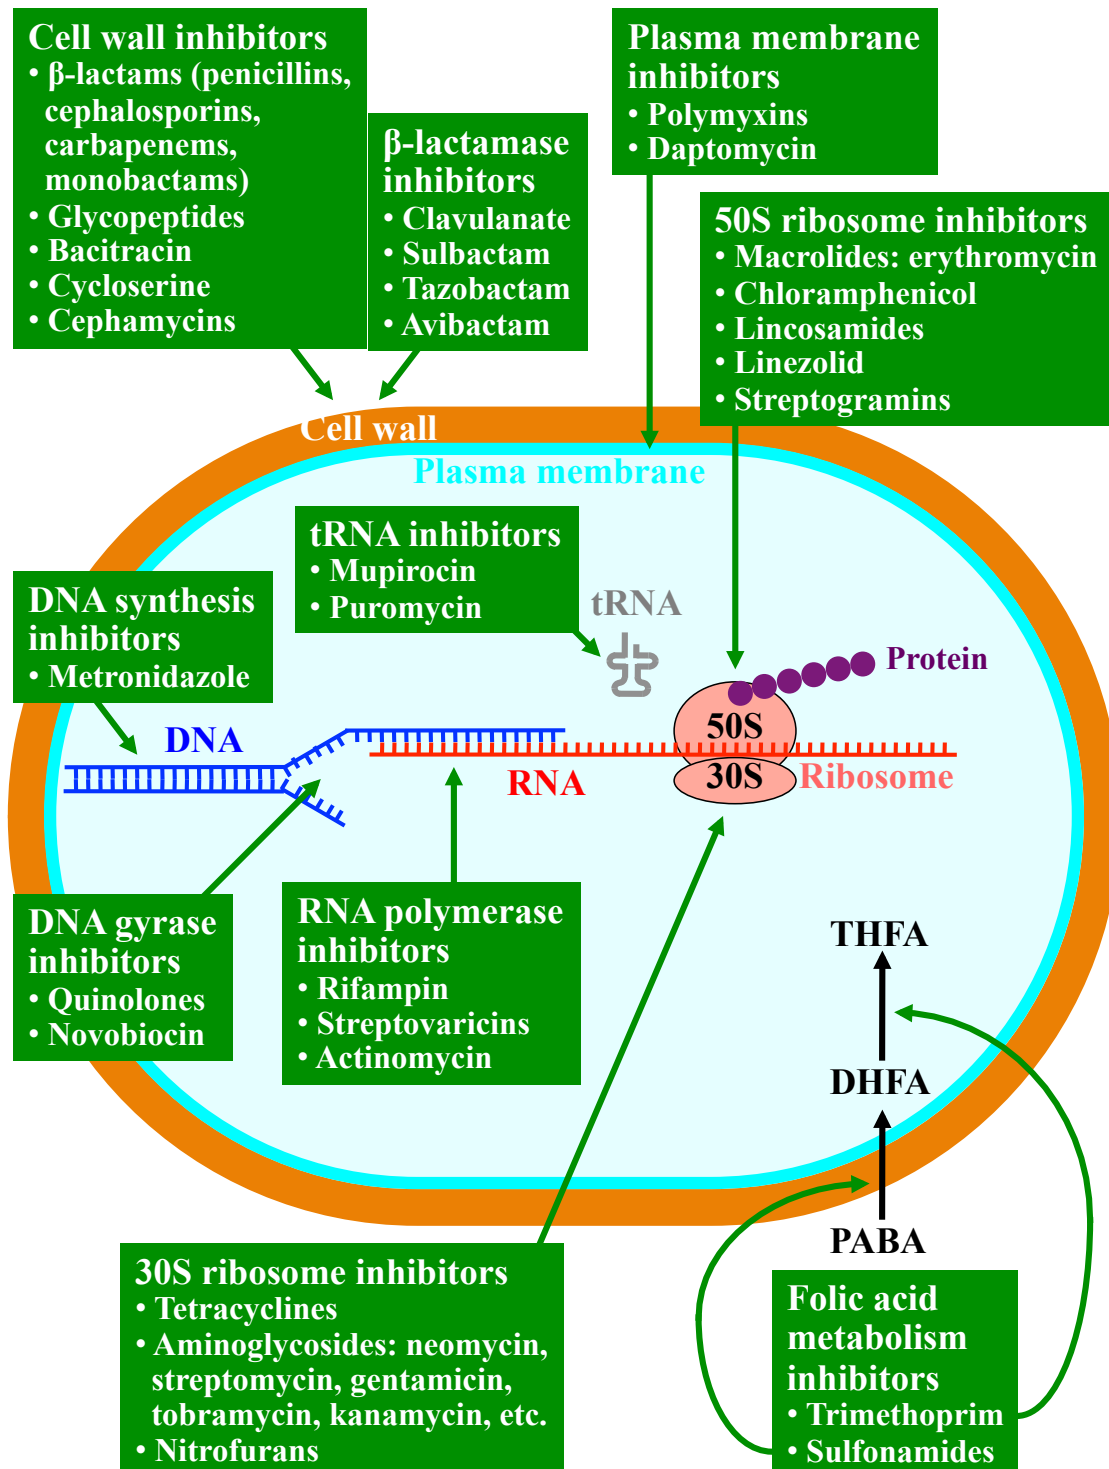 Cell wall inhibitors
• β-lactams (penicillins,
cephalosporins,
carbapenems,
monobactams)
• Glycopeptides
• Bacitracin
• Cycloserine
• Cephamycins
β-lactamase
inhibitors
• Clavulanate
• Sulbactam
• Tazobactam
• Avibactam
Plasma membrane
inhibitors
• Polymyxins
• Daptomycin
50S ribosome inhibitors
• Macrolides: erythromycin
• Chloramphenicol
• Lincosamides
• Linezolid
• Streptogramins
Cell wall
Plasma membrane
tRNA inhibitors
• Mupirocin
• Puromycin
tRNA
DNA synthesis
inhibitors
• Metronidazole
Protein
DNA
50S
30S
RNA
Ribosome
DNA gyrase
inhibitors
• Quinolones
• Novobiocin
RNA polymerase
inhibitors
• Rifampin
• Streptovaricins
• Actinomycin
THFA
DHFA
PABA
30S ribosome inhibitors
• Tetracyclines
• Aminoglycosides: neomycin,
streptomycin, gentamicin,
tobramycin, kanamycin, etc.
• Nitrofurans
Folic acid
metabolism
inhibitors
• Trimethoprim
• Sulfonamides